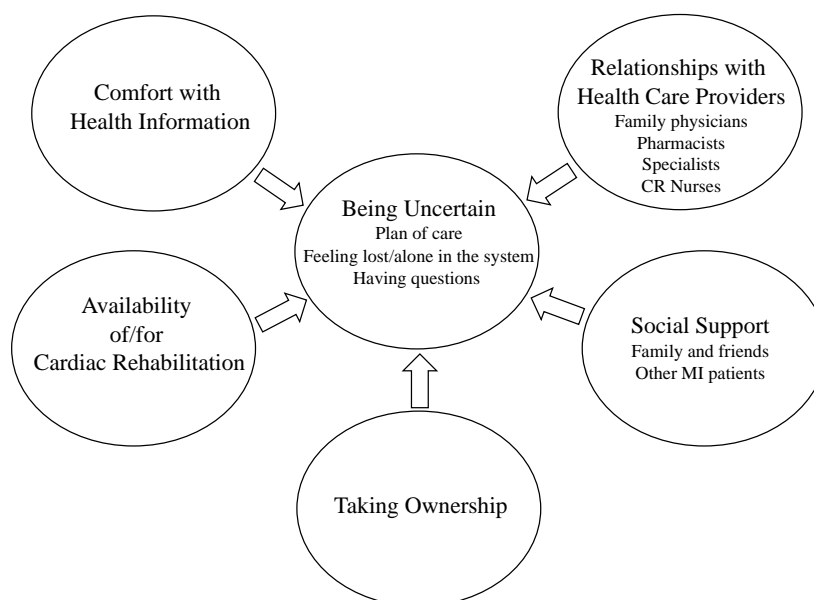 Comfort with
Health Information
Relationships with
Health Care Providers
Family physicians
Pharmacists
Specialists
CR Nurses
Being Uncertain
Plan of care
Feeling lost/alone in the system
Having questions
Availability
of/for
Cardiac Rehabilitation
Social Support
Family and friends
Other MI patients
Taking Ownership